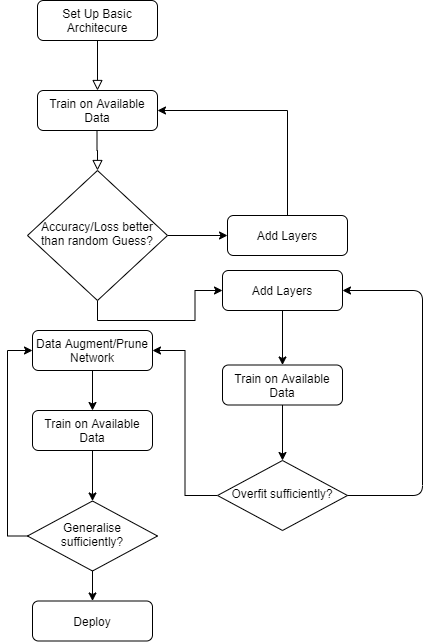 Set Up Basic
Architecure
Train on Available
Data
Accuracy/Loss better
than random Guess?
Add Layers
Add Layers
Data Augment/Prune
Network
Train on Available
Data
Train on Available
Data
Overfit sufficiently?
Generalise
sufficiently?
Deploy